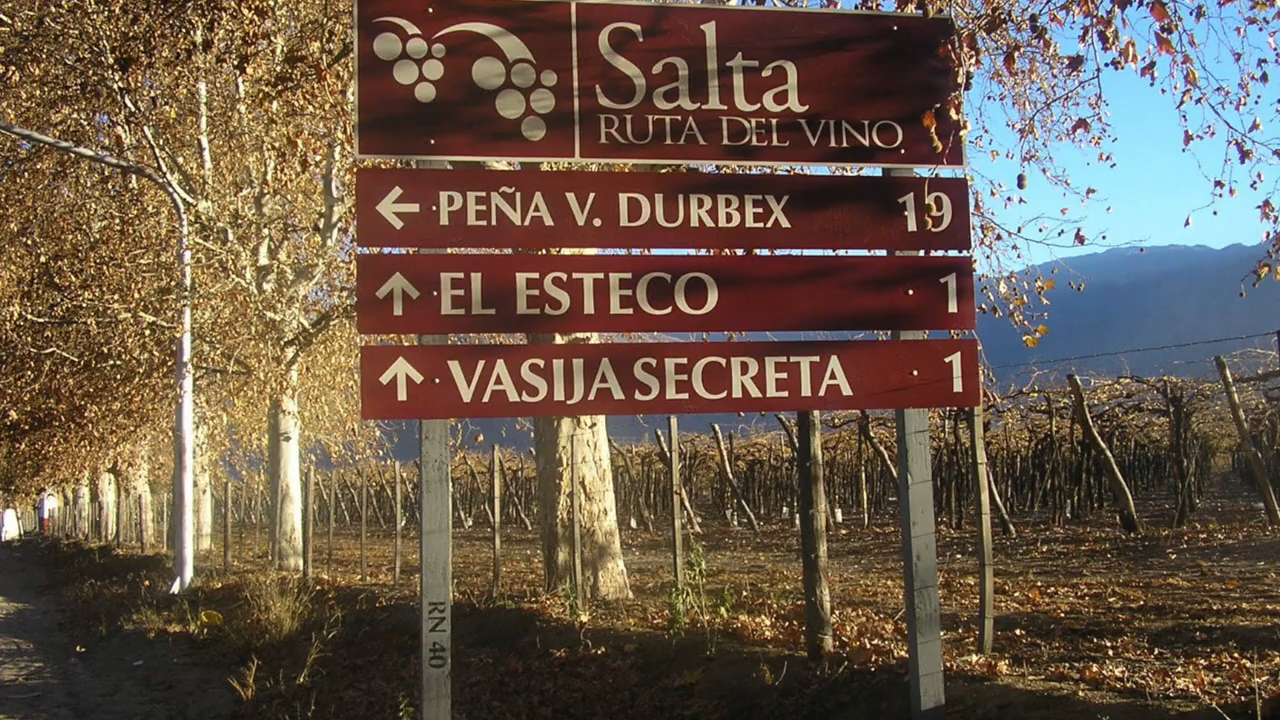 Salta
RUTA DEL VINO
← PEÑA V. DURBEX 19
↑ EL ESTECO 1
↑ VASIJA SECRETA 1
RN 40